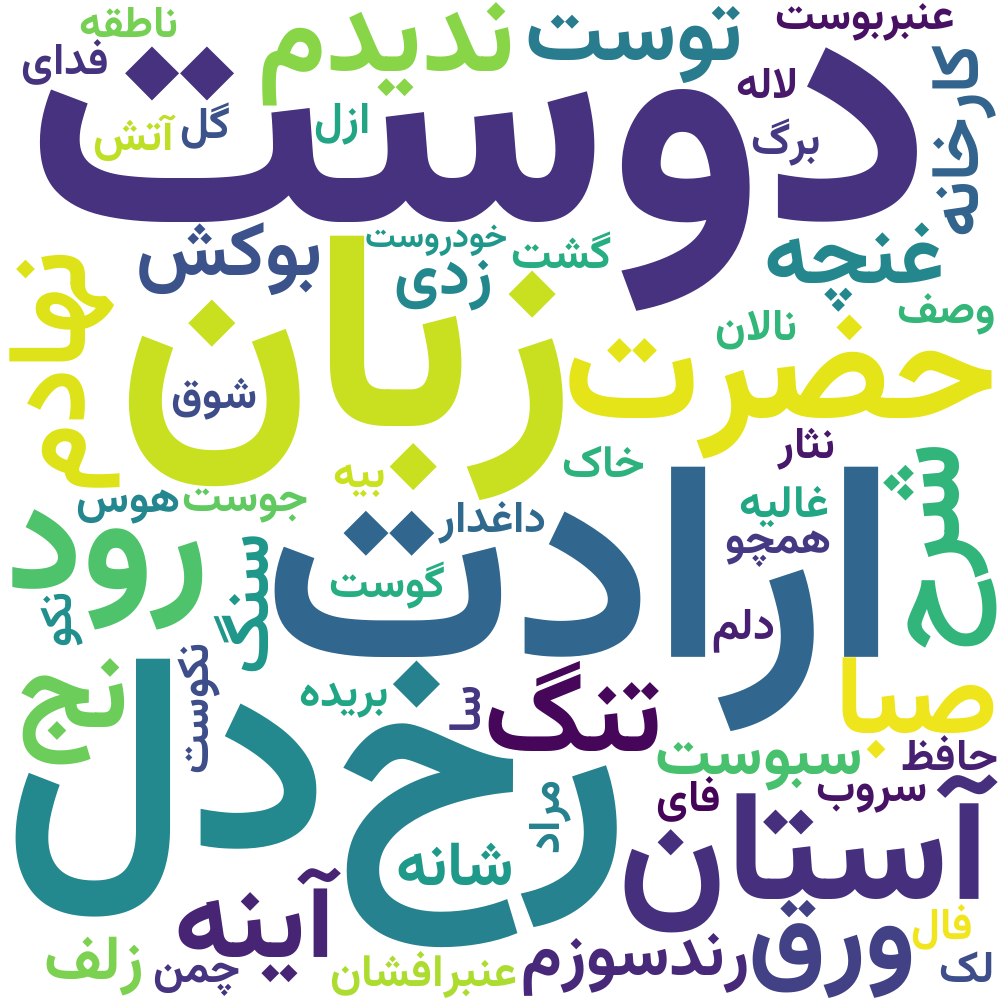 عنبربوست
توست
ندیدم
ناطقه
فدای
دوست
لاله
کارخانه
ازل
گل
آتش
برگ
خودروست
گشت
غنچه
بوکش
زدی
زبان
نهادم
وصف
نالان
حضرت
شوق
نثار
خاک
بیه
شرح
جوست
هوس
غالیه
داغدار
همچو
ارادت
رود
سنگ
گوست
نکو
دلم
صبا
نکوست
نج
بریده
سا
تنگ
دل
رخ
حافظ
سبوست
سروب
فای
مراد
آستان
شانه
آینه
ورق
فال
رندسوزم
لک
عنبرافشان
چمن
زلف